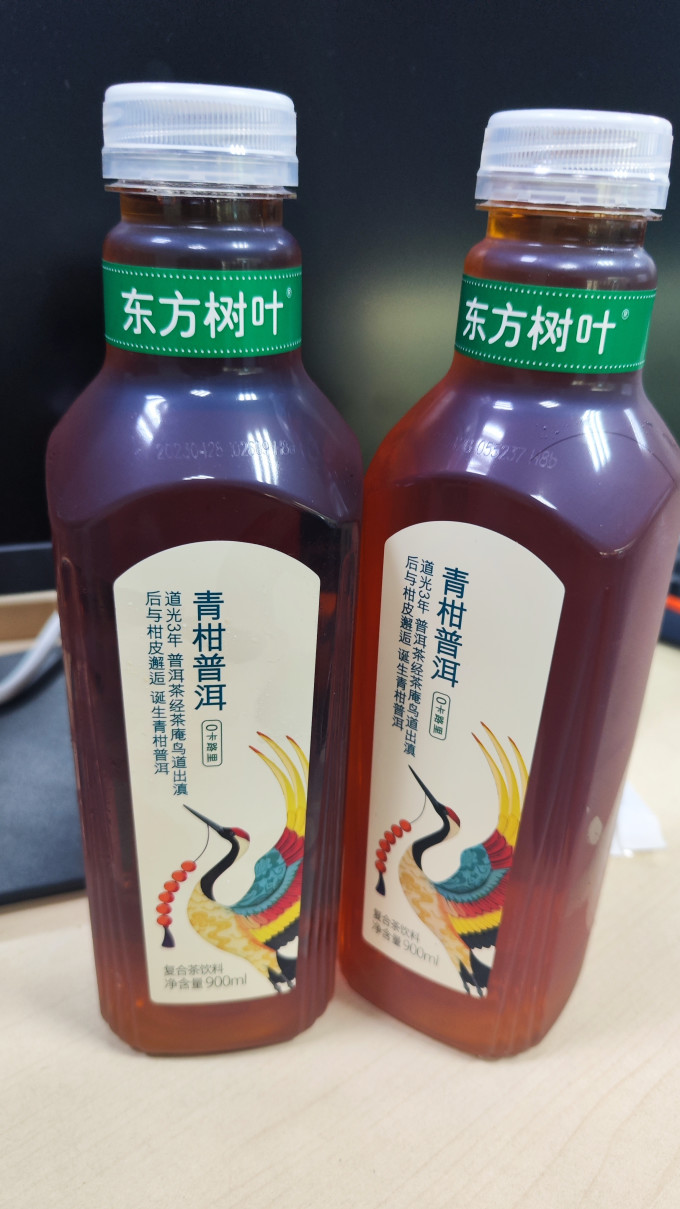 东方树叶®
20230426
青柑普洱
0卡路里
道光3年 普洱茶经茶庵鸟道出滇
后与柑皮邂逅 诞生青柑普洱
复合茶饮料
净含量900ml
东方树叶®
055237 H8b
青柑普洱
0卡路里
道光3年 普洱茶经茶庵鸟道出滇
后与柑皮邂逅 诞生青柑普洱
复合茶饮料
净含量900ml